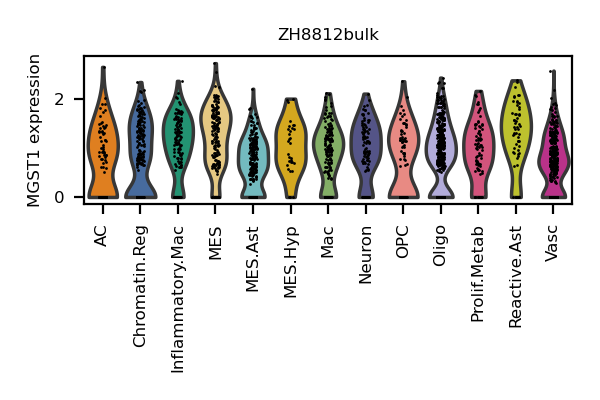 ZH8812bulk
MGST1 expression
2
0
AC
Chromatin.Reg
Inflammatory.Mac
MES
MES.Ast
MES.Hyp
Mac
Neuron
OPC
Oligo
Prolif.Metab
Reactive.Ast
Vasc